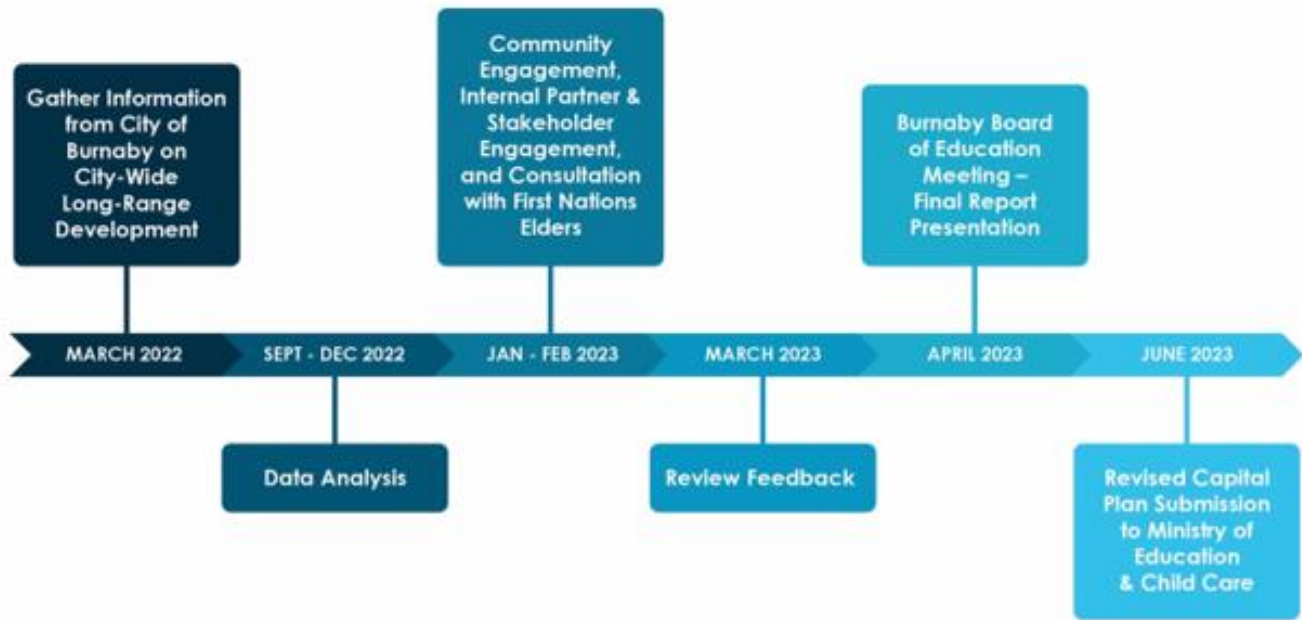 Gather Information
from City of
Burnaby on
City-Wide
Long-Range
Development
Community
Engagement,
Internal Partner &
Stakeholder
Engagement,
and Consultation
with First Nations
Elders
Burnaby Board
of Education
Meeting –
Final Report
Presentation
MARCH 2022
SEPT - DEC 2022
JAN - FEB 2023
MARCH 2023
APRIL 2023
JUNE 2023
Data Analysis
Review Feedback
Revised Capital
Plan Submission
to Ministry of
Education
& Child Care